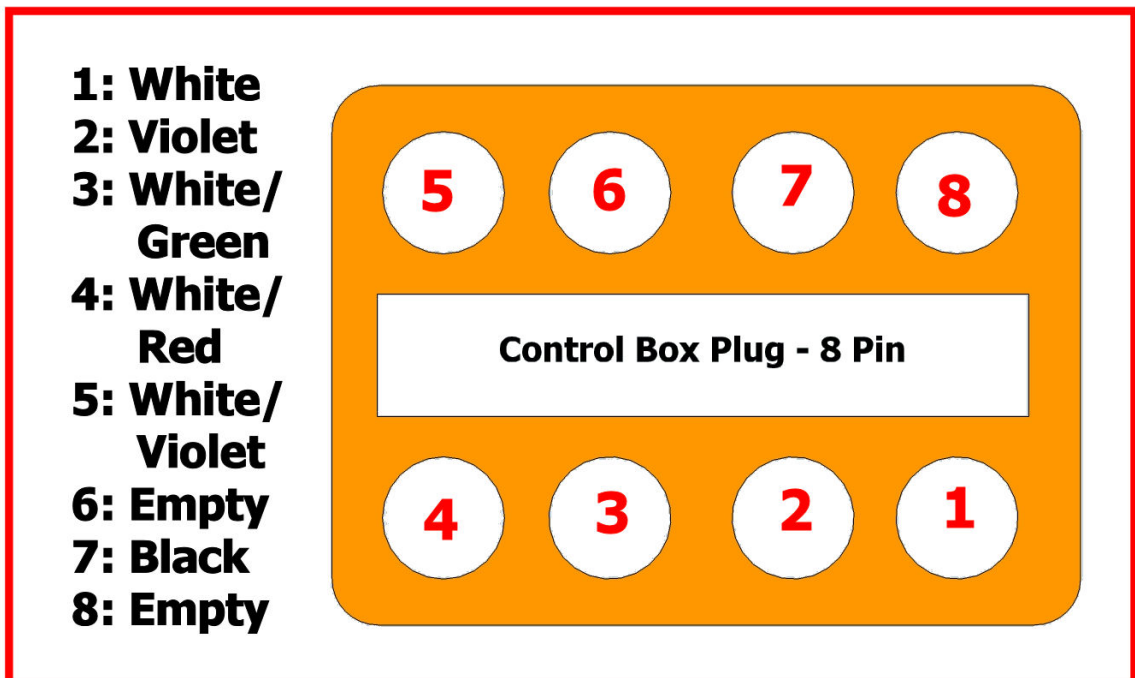 1: White
2: Violet
3: White/
Green
4: White/
Red
5: White/
Violet
6: Empty
7: Black
8: Empty
5 6 7 8
Control Box Plug - 8 Pin
4 3 2 1